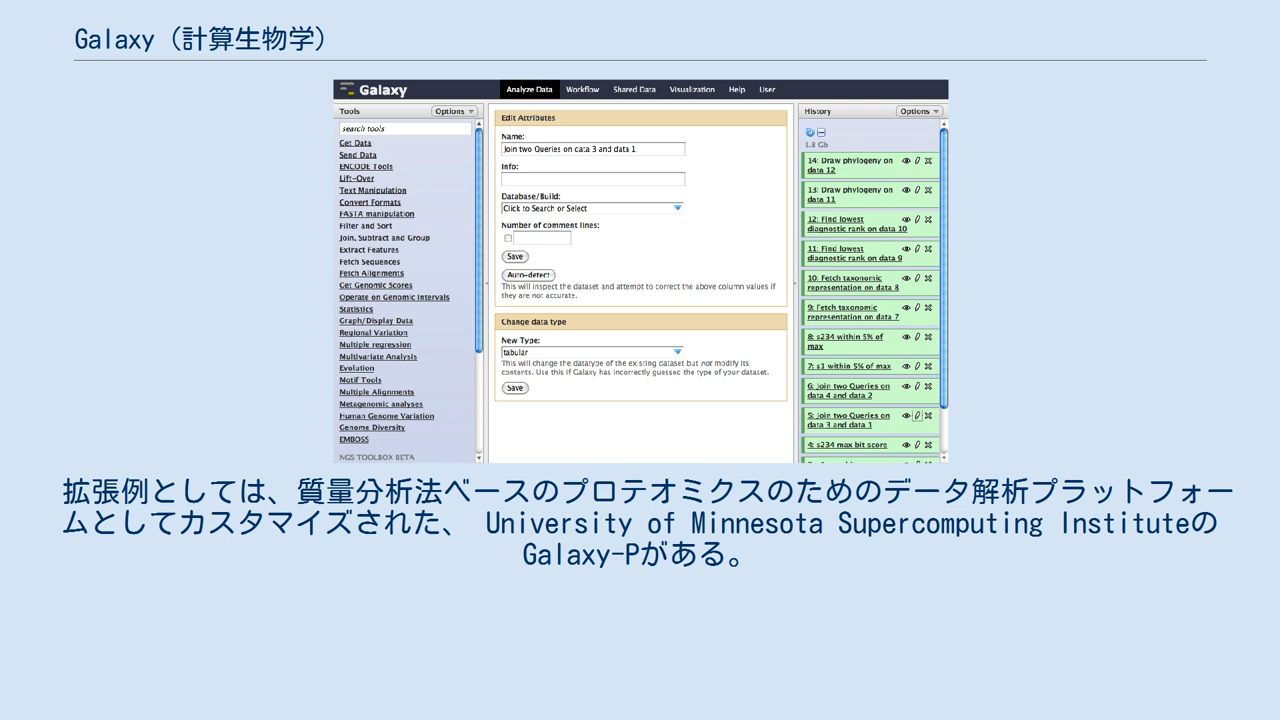 Galaxy（計算生物学）
Galaxy
Analyze Data Workflow Shared Data Visualization Help User
Tools
Options
search tools
Get Data
Send Data
ENCODE Tools
Lift-Over
Text Manipulation
Convert Formats
FASTA manipulation
Filter and Sort
Join, Subtract and Group
Extract Features
Fetch Sequences
Fetch Alignments
Get Genomic Scores
Operate on Genomic Intervals
Statistics
Graph/Display Data
Regional Variation
Multiple regression
Multivariate Analysis
Evolution
Motif Tools
Multiple Alignments
Metagenomic analyses
Human Genome Variation
Genome Diversity
EMBOSS
NGS TOOLBOX BETA
Edit Attributes
Name:
Join two Queries on data 3 and data 1
Info:
Database/Build:
Click to Search or Select
Number of comment lines:
Save
Auto-detect
This will inspect the dataset and attempt to correct the above column values if
they are not accurate.
Change data type
New Type:
tabular
This will change the datatype of the existing dataset but not modify its
contents. Use this if Galaxy has incorrectly guessed the type of your dataset.
Save
History
Options
1.8 Gb
14: Draw phylogeny on
data 12
13: Draw phylogeny on
data 11
12: Find lowest
diagnostic rank on data 10
11: Find lowest
diagnostic rank on data 9
10: Fetch taxonomic
representation on data 8
9: Fetch taxonomic
representation on data 7
8: s234 within 5% of
max
7: s1 within 5% of max
6: Join two Queries on
data 4 and data 2
5: Join two Queries on
data 3 and data 1
4: s234 max bit score
拡張例としては、質量分析法ベースのプロテオミクスのためのデータ解析プラットフォー
ムとしてカスタマイズされた、 University of Minnesota Supercomputing Instituteの
Galaxy-Pがある。